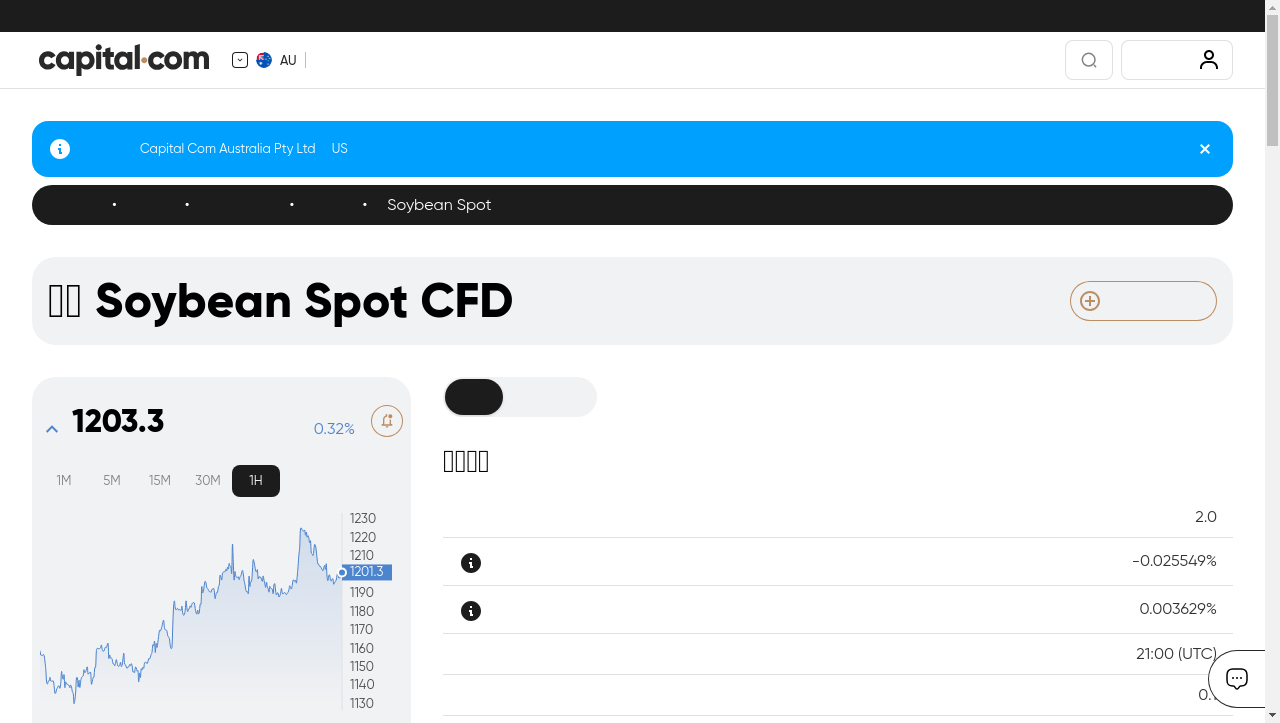 capital.com
AU
Capital Com Australia Pty Ltd US
Soybean Spot
Soybean Spot CFD
1203.3
0.32%
1M 5M 15M 30M 1H
1230
1220
1210
1201.3
1190
1180
1170
1160
1150
1140
1130
2.0
-0.025549%
0.003629%
21:00 (UTC)